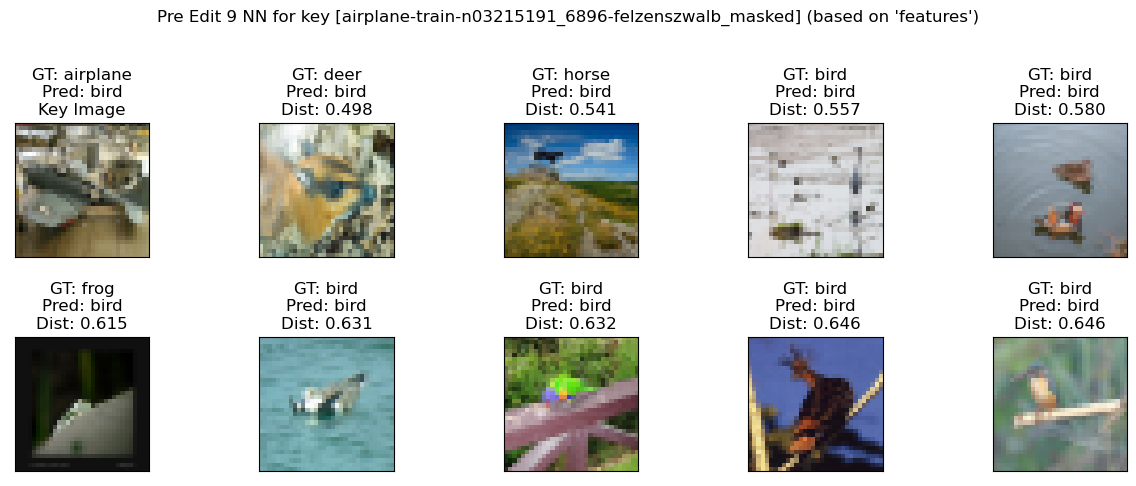 Pre Edit 9 NN for key [airplane-train-n03215191_6896-felzenszwalb_masked] (based on 'features')
GT: airplane
Pred: bird
Key Image
GT: deer
Pred: bird
Dist: 0.498
GT: horse
Pred: bird
Dist: 0.541
GT: bird
Pred: bird
Dist: 0.557
GT: bird
Pred: bird
Dist: 0.580
GT: frog
Pred: bird
Dist: 0.615
GT: bird
Pred: bird
Dist: 0.631
GT: bird
Pred: bird
Dist: 0.632
GT: bird
Pred: bird
Dist: 0.646
GT: bird
Pred: bird
Dist: 0.646